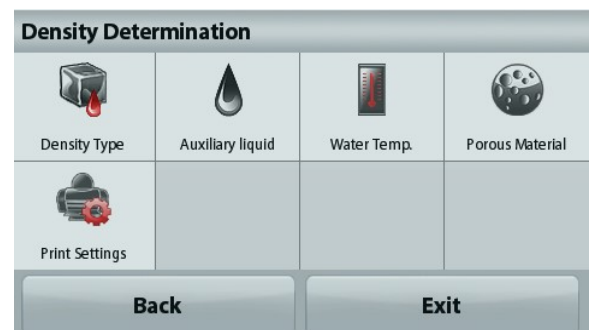 Density Determination
Density Type
Auxiliary liquid
Water Temp.
Porous Material
Print Settings
Back
Exit